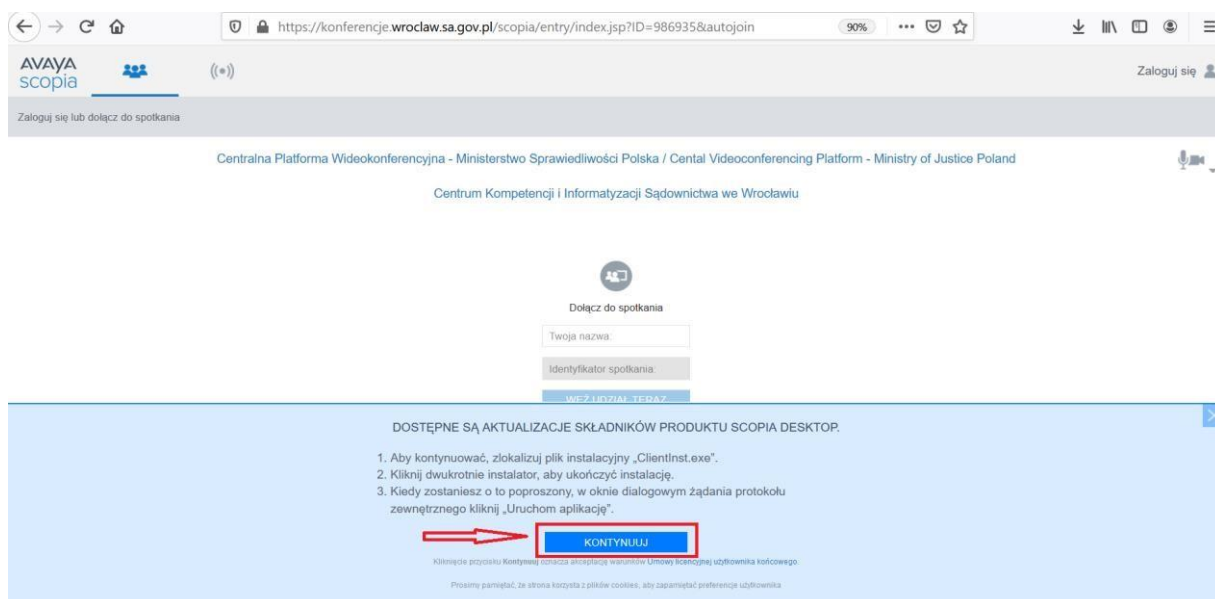 https://konferencje.wroclaw.sa.gov.pl/scopia/entry/index.jsp?ID=986935&autojoin
90%
AVAYA
scopia
Zaloguj się
Zaloguj się lub dołącz do spotkania
Centralna Platforma Wideokonferencyjna - Ministerstwo Sprawiedliwości Polska / Cental Videoconferencing Platform - Ministry of Justice Poland
Centrum Kompetencji i Informatyzacji Sądownictwa we Wrocławiu
Dołącz do spotkania
Twoja nazwa:
Identyfikator spotkania:
WEŹ UDZIAŁ TERAZ
DOSTĘPNE SĄ AKTUALIZACJE SKŁADNIKÓW PRODUKTU SCOPIA DESKTOP.
1. Aby kontynuować, zlokalizuj plik instalacyjny „ClientInst.exe”.
2. Kliknij dwukrotnie instalator, aby ukończyć instalację.
3. Kiedy zostaniesz o to poproszony, w oknie dialogowym żądania protokołu
zewnętrznego kliknij „Uruchom aplikację”.
KONTYNUUJ
Kliknięcie przycisku Kontynuuj oznacza akceptację warunków Umowy licencyjnej użytkownika końcowego
Prosimy pamiętać, że strona korzysta z plików cookies, aby zapamiętać preferencje użytkownika